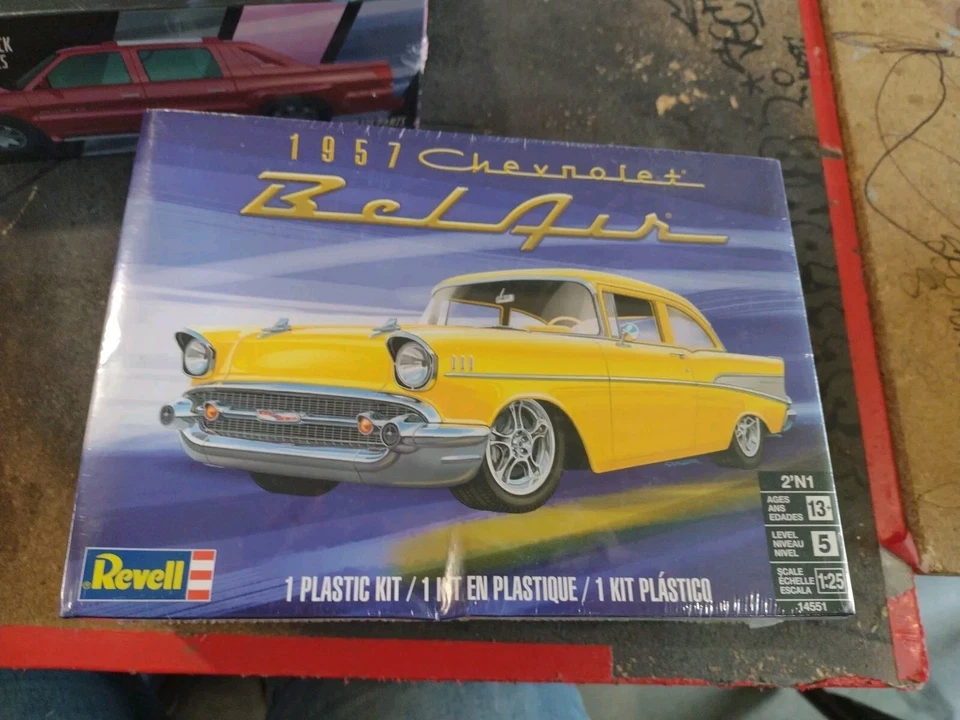 1957 Chevrolet
Bel Air
2'N1
AGES
ANS
EDADES
13+
LEVEL
NIVEAU
NIVEL
5
SCALE
ÉCHELLE
ESCALA
1:25
14551
Revell
1 PLASTIC KIT / 1 KIT EN PLASTIQUE / 1 KIT PLÁSTICO